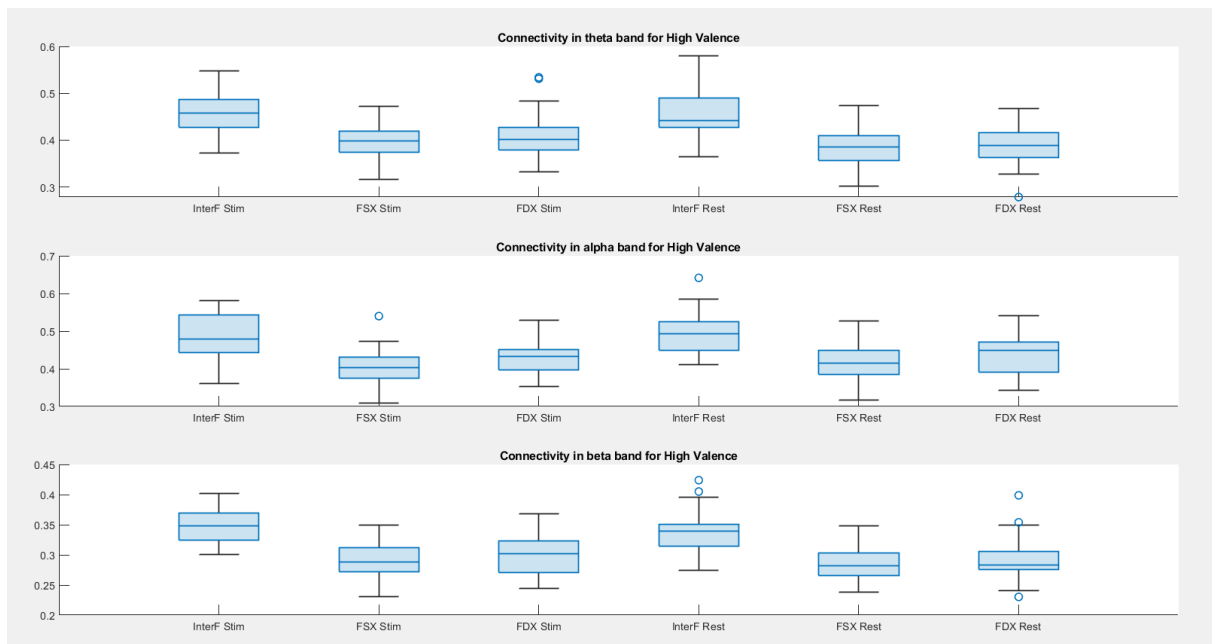 Connectivity in theta band for High Valence
0.6
0.5
0.4
0.3
InterF Stim FSX Stim FDX Stim InterF Rest FSX Rest FDX Rest
Connectivity in alpha band for High Valence
0.7
0.6
0.5
0.4
0.3
InterF Stim FSX Stim FDX Stim InterF Rest FSX Rest FDX Rest
Connectivity in beta band for High Valence
0.45
0.4
0.35
0.3
0.25
0.2
InterF Stim FSX Stim FDX Stim InterF Rest FSX Rest FDX Rest